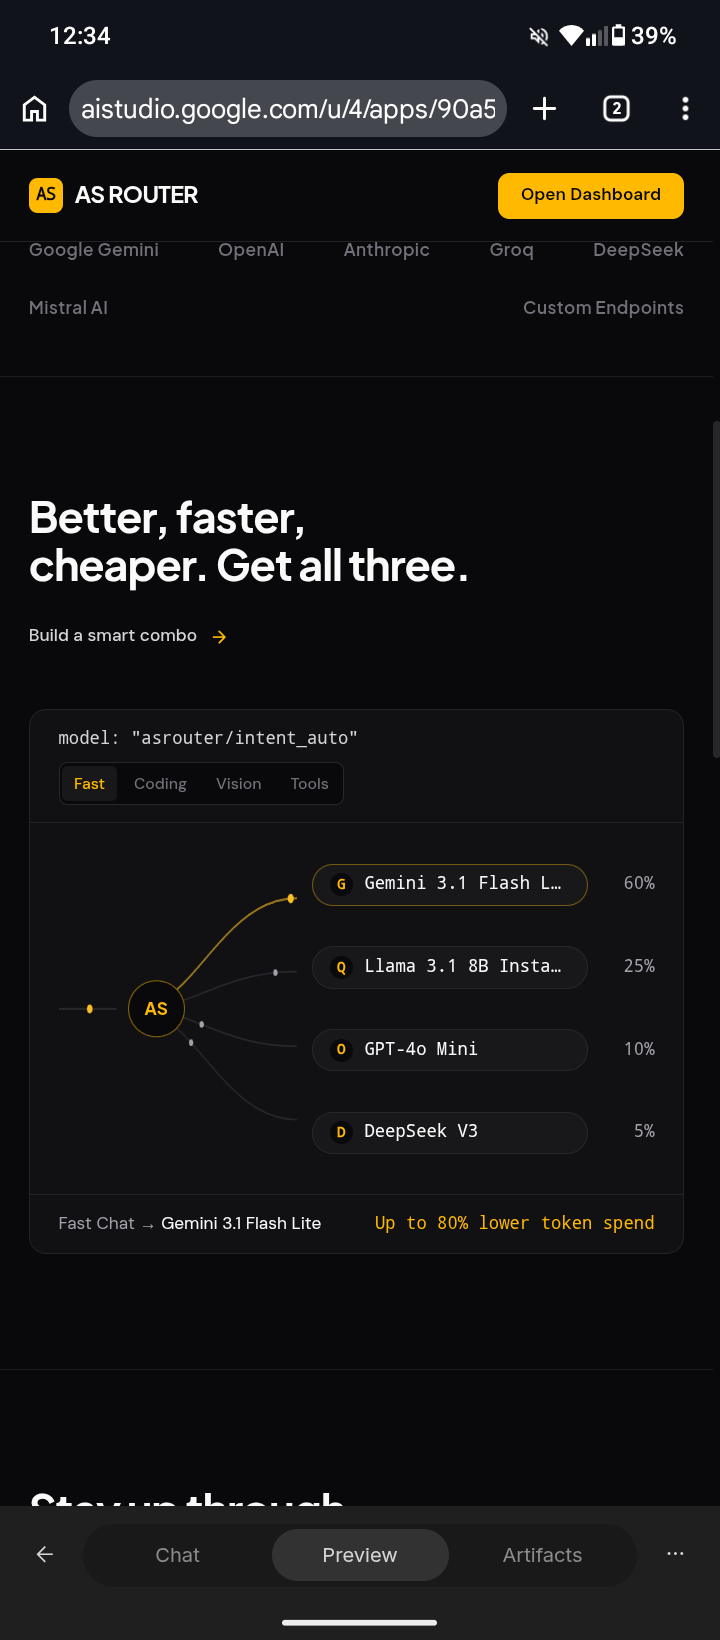 12:34
39%
aistudio.google.com/u/4/apps/90a5
2
AS
AS ROUTER
Open Dashboard
Google Gemini
OpenAI
Anthropic
Groq
DeepSeek
Mistral AI
Custom Endpoints
Better, faster,
cheaper. Get all three.
Build a smart combo →
model: "asrouter/intent_auto"
Fast
Coding
Vision
Tools
AS
G Gemini 3.1 Flash L… 60%
Q Llama 3.1 8B Insta… 25%
O GPT-4o Mini 10%
D DeepSeek V3 5%
Fast Chat → Gemini 3.1 Flash Lite
Up to 80% lower token spend
Stay up through
Chat
Preview
Artifacts